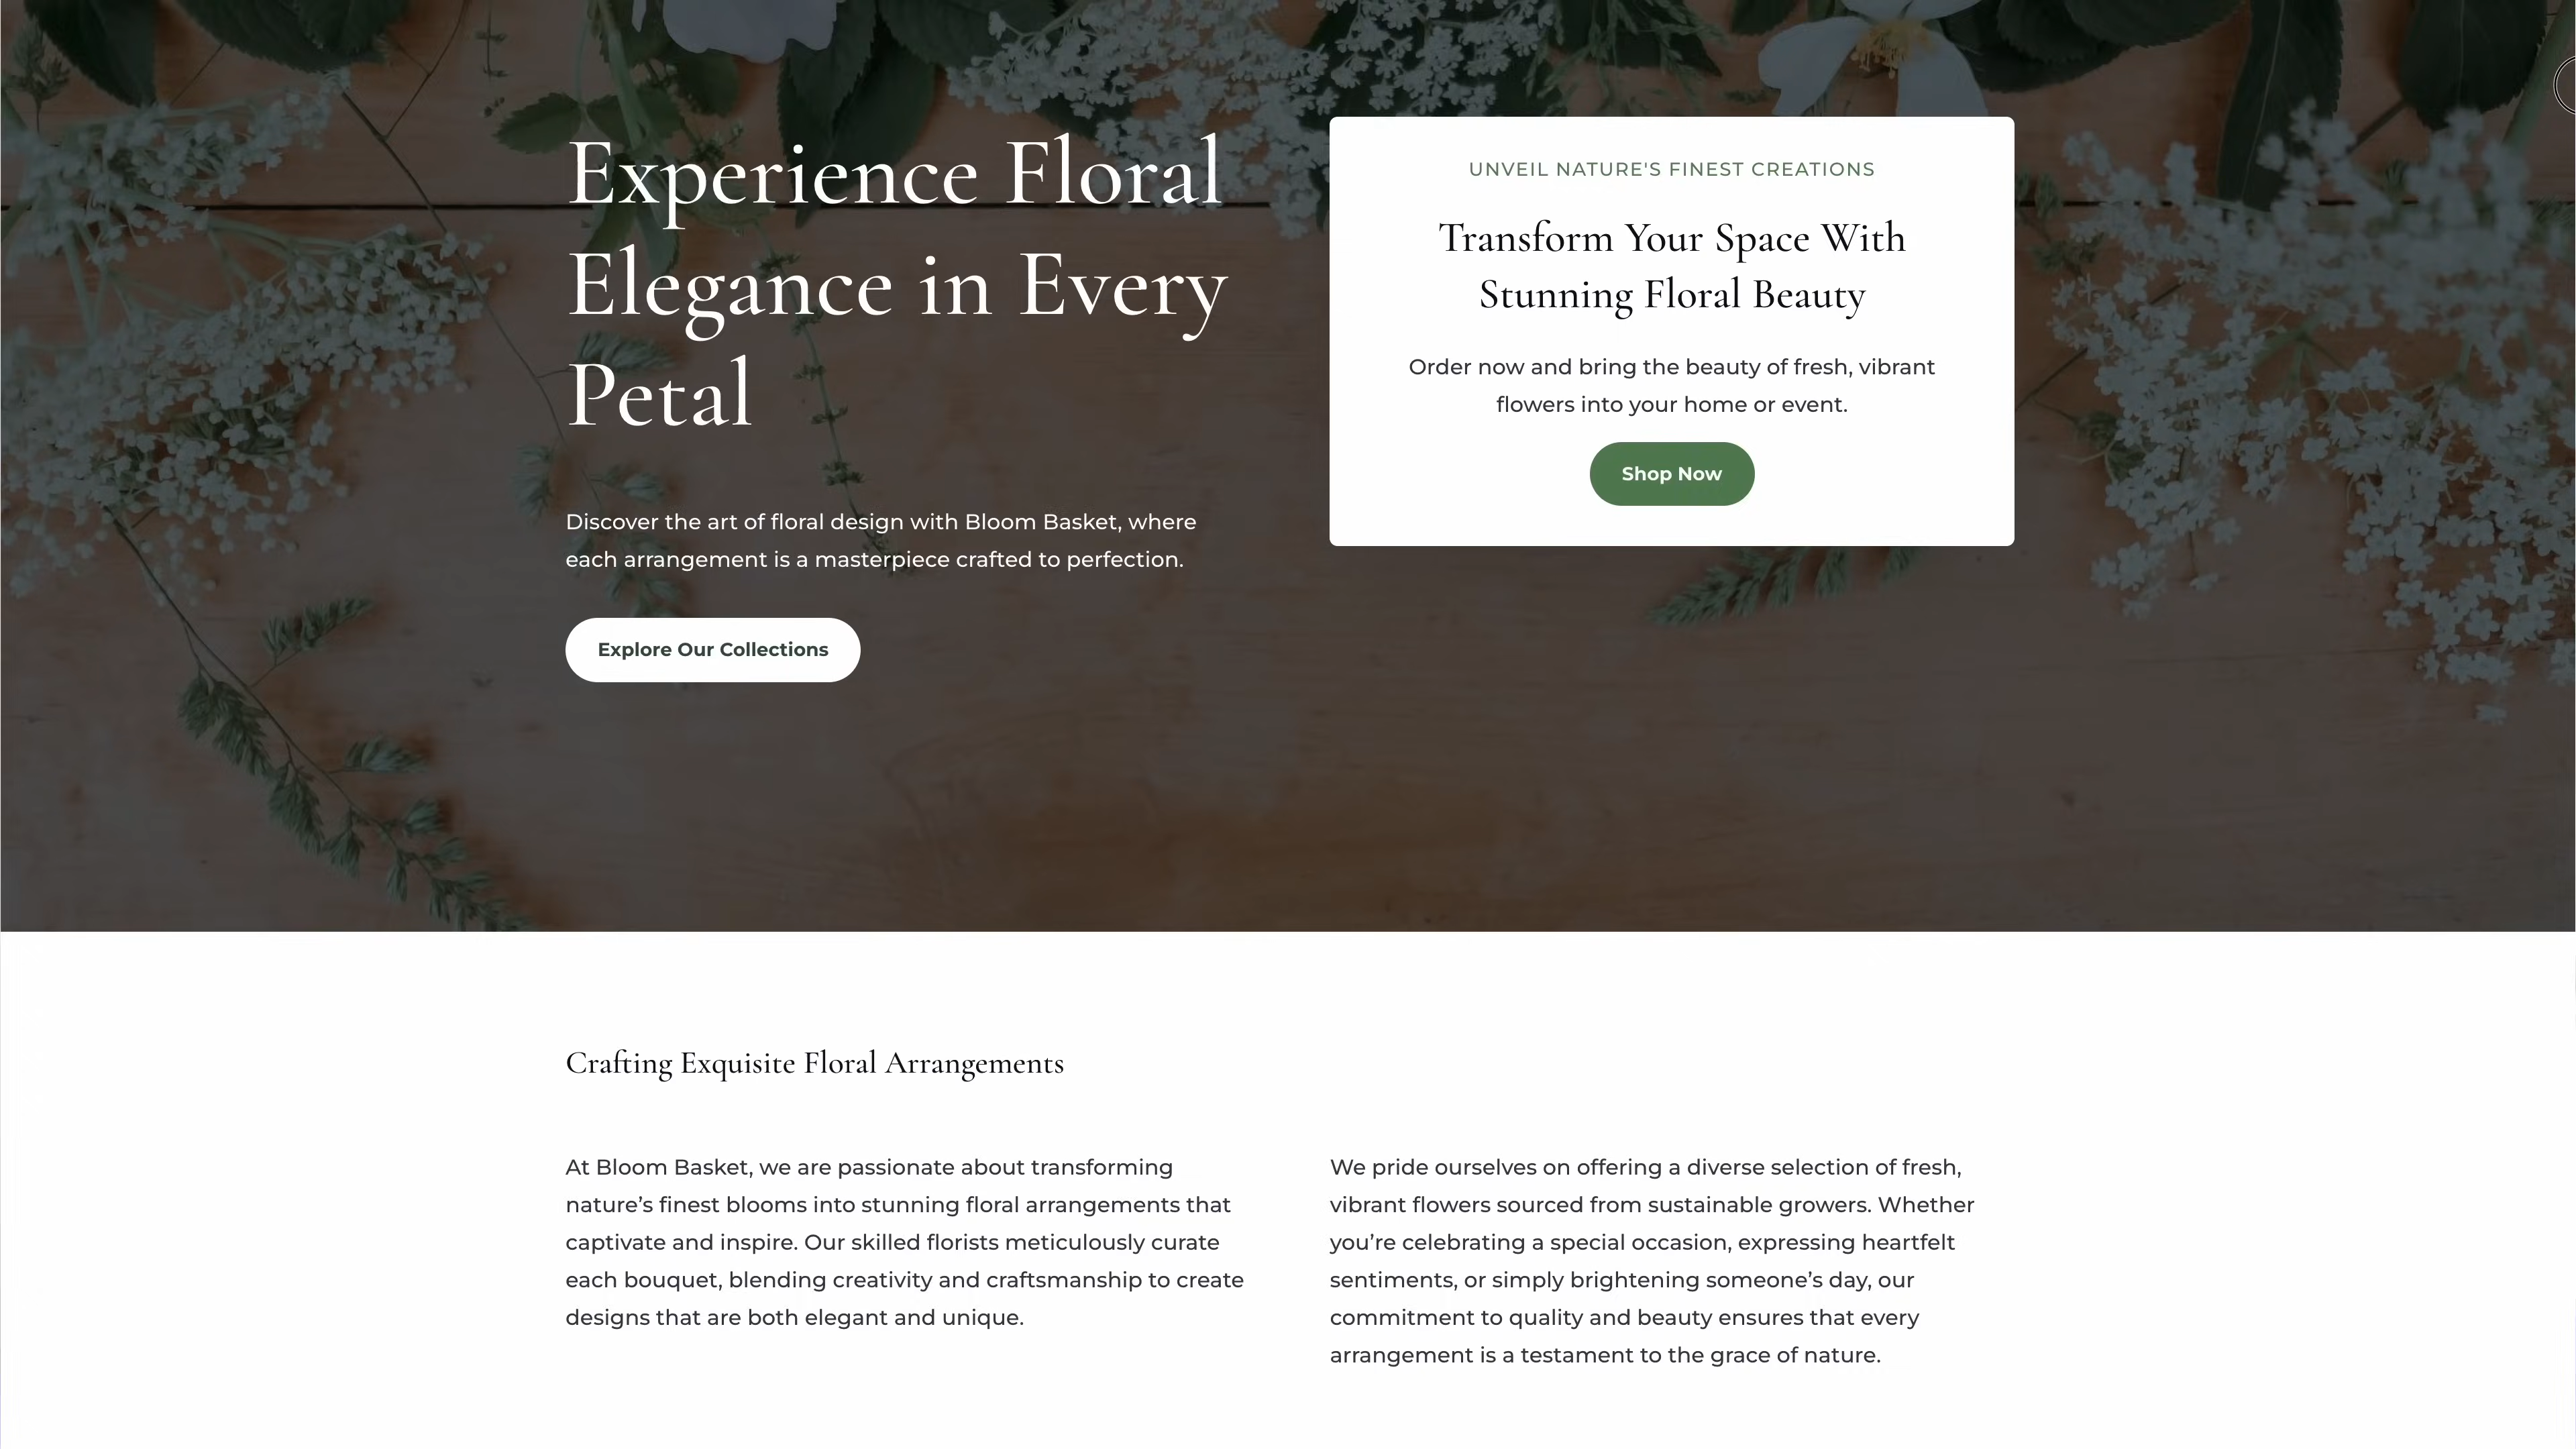 Experience Floral
Elegance in Every
Petal
Discover the art of floral design with Bloom Basket, where
each arrangement is a masterpiece crafted to perfection.
Explore Our Collections
UNVEIL NATURE'S FINEST CREATIONS
Transform Your Space With
Stunning Floral Beauty
Order now and bring the beauty of fresh, vibrant
flowers into your home or event.
Shop Now
Crafting Exquisite Floral Arrangements
At Bloom Basket, we are passionate about transforming
nature’s finest blooms into stunning floral arrangements that
captivate and inspire. Our skilled florists meticulously curate
each bouquet, blending creativity and craftsmanship to create
designs that are both elegant and unique.
We pride ourselves on offering a diverse selection of fresh,
vibrant flowers sourced from sustainable growers. Whether
you’re celebrating a special occasion, expressing heartfelt
sentiments, or simply brightening someone’s day, our
commitment to quality and beauty ensures that every
arrangement is a testament to the grace of nature.